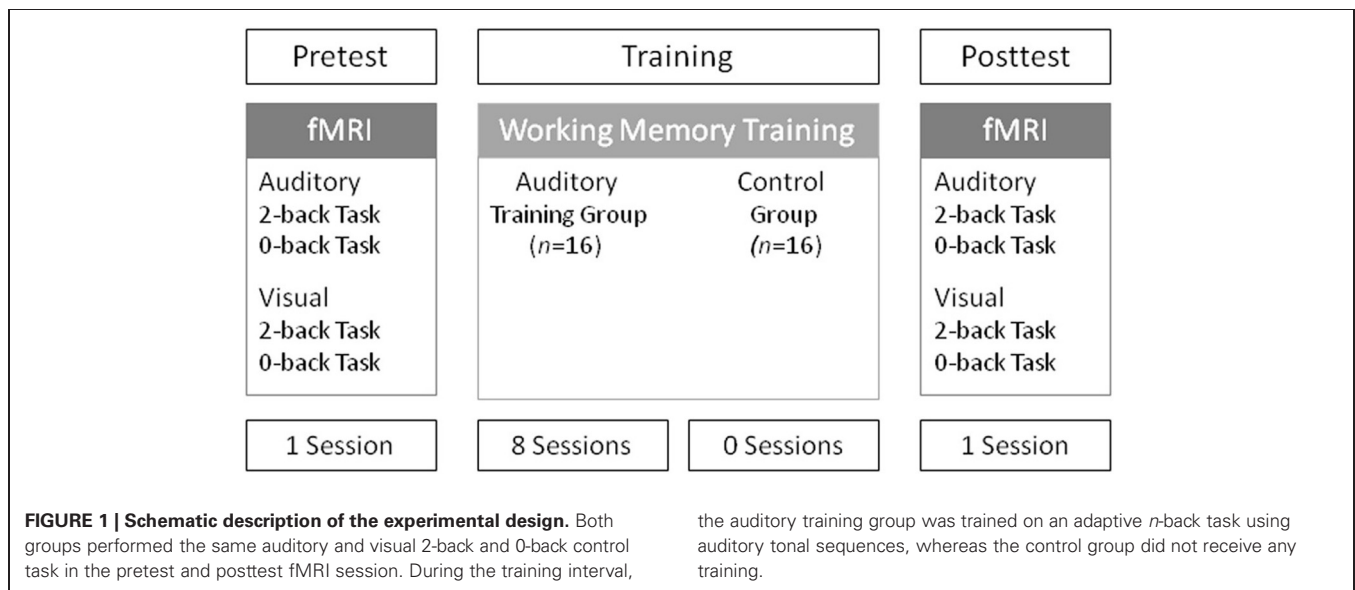 Pretest
Training
Posttest
fMRI
Auditory
2-back Task
0-back Task
Visual
2-back Task
0-back Task
Working Memory Training
Auditory
Training Group
(n=16)
Control
Group
(n=16)
fMRI
Auditory
2-back Task
0-back Task
Visual
2-back Task
0-back Task
1 Session
8 Sessions
0 Sessions
1 Session
FIGURE 1 | Schematic description of the experimental design. Both
groups performed the same auditory and visual 2-back and 0-back control
task in the pretest and posttest fMRI session. During the training interval,
the auditory training group was trained on an adaptive n-back task using
auditory tonal sequences, whereas the control group did not receive any
training.